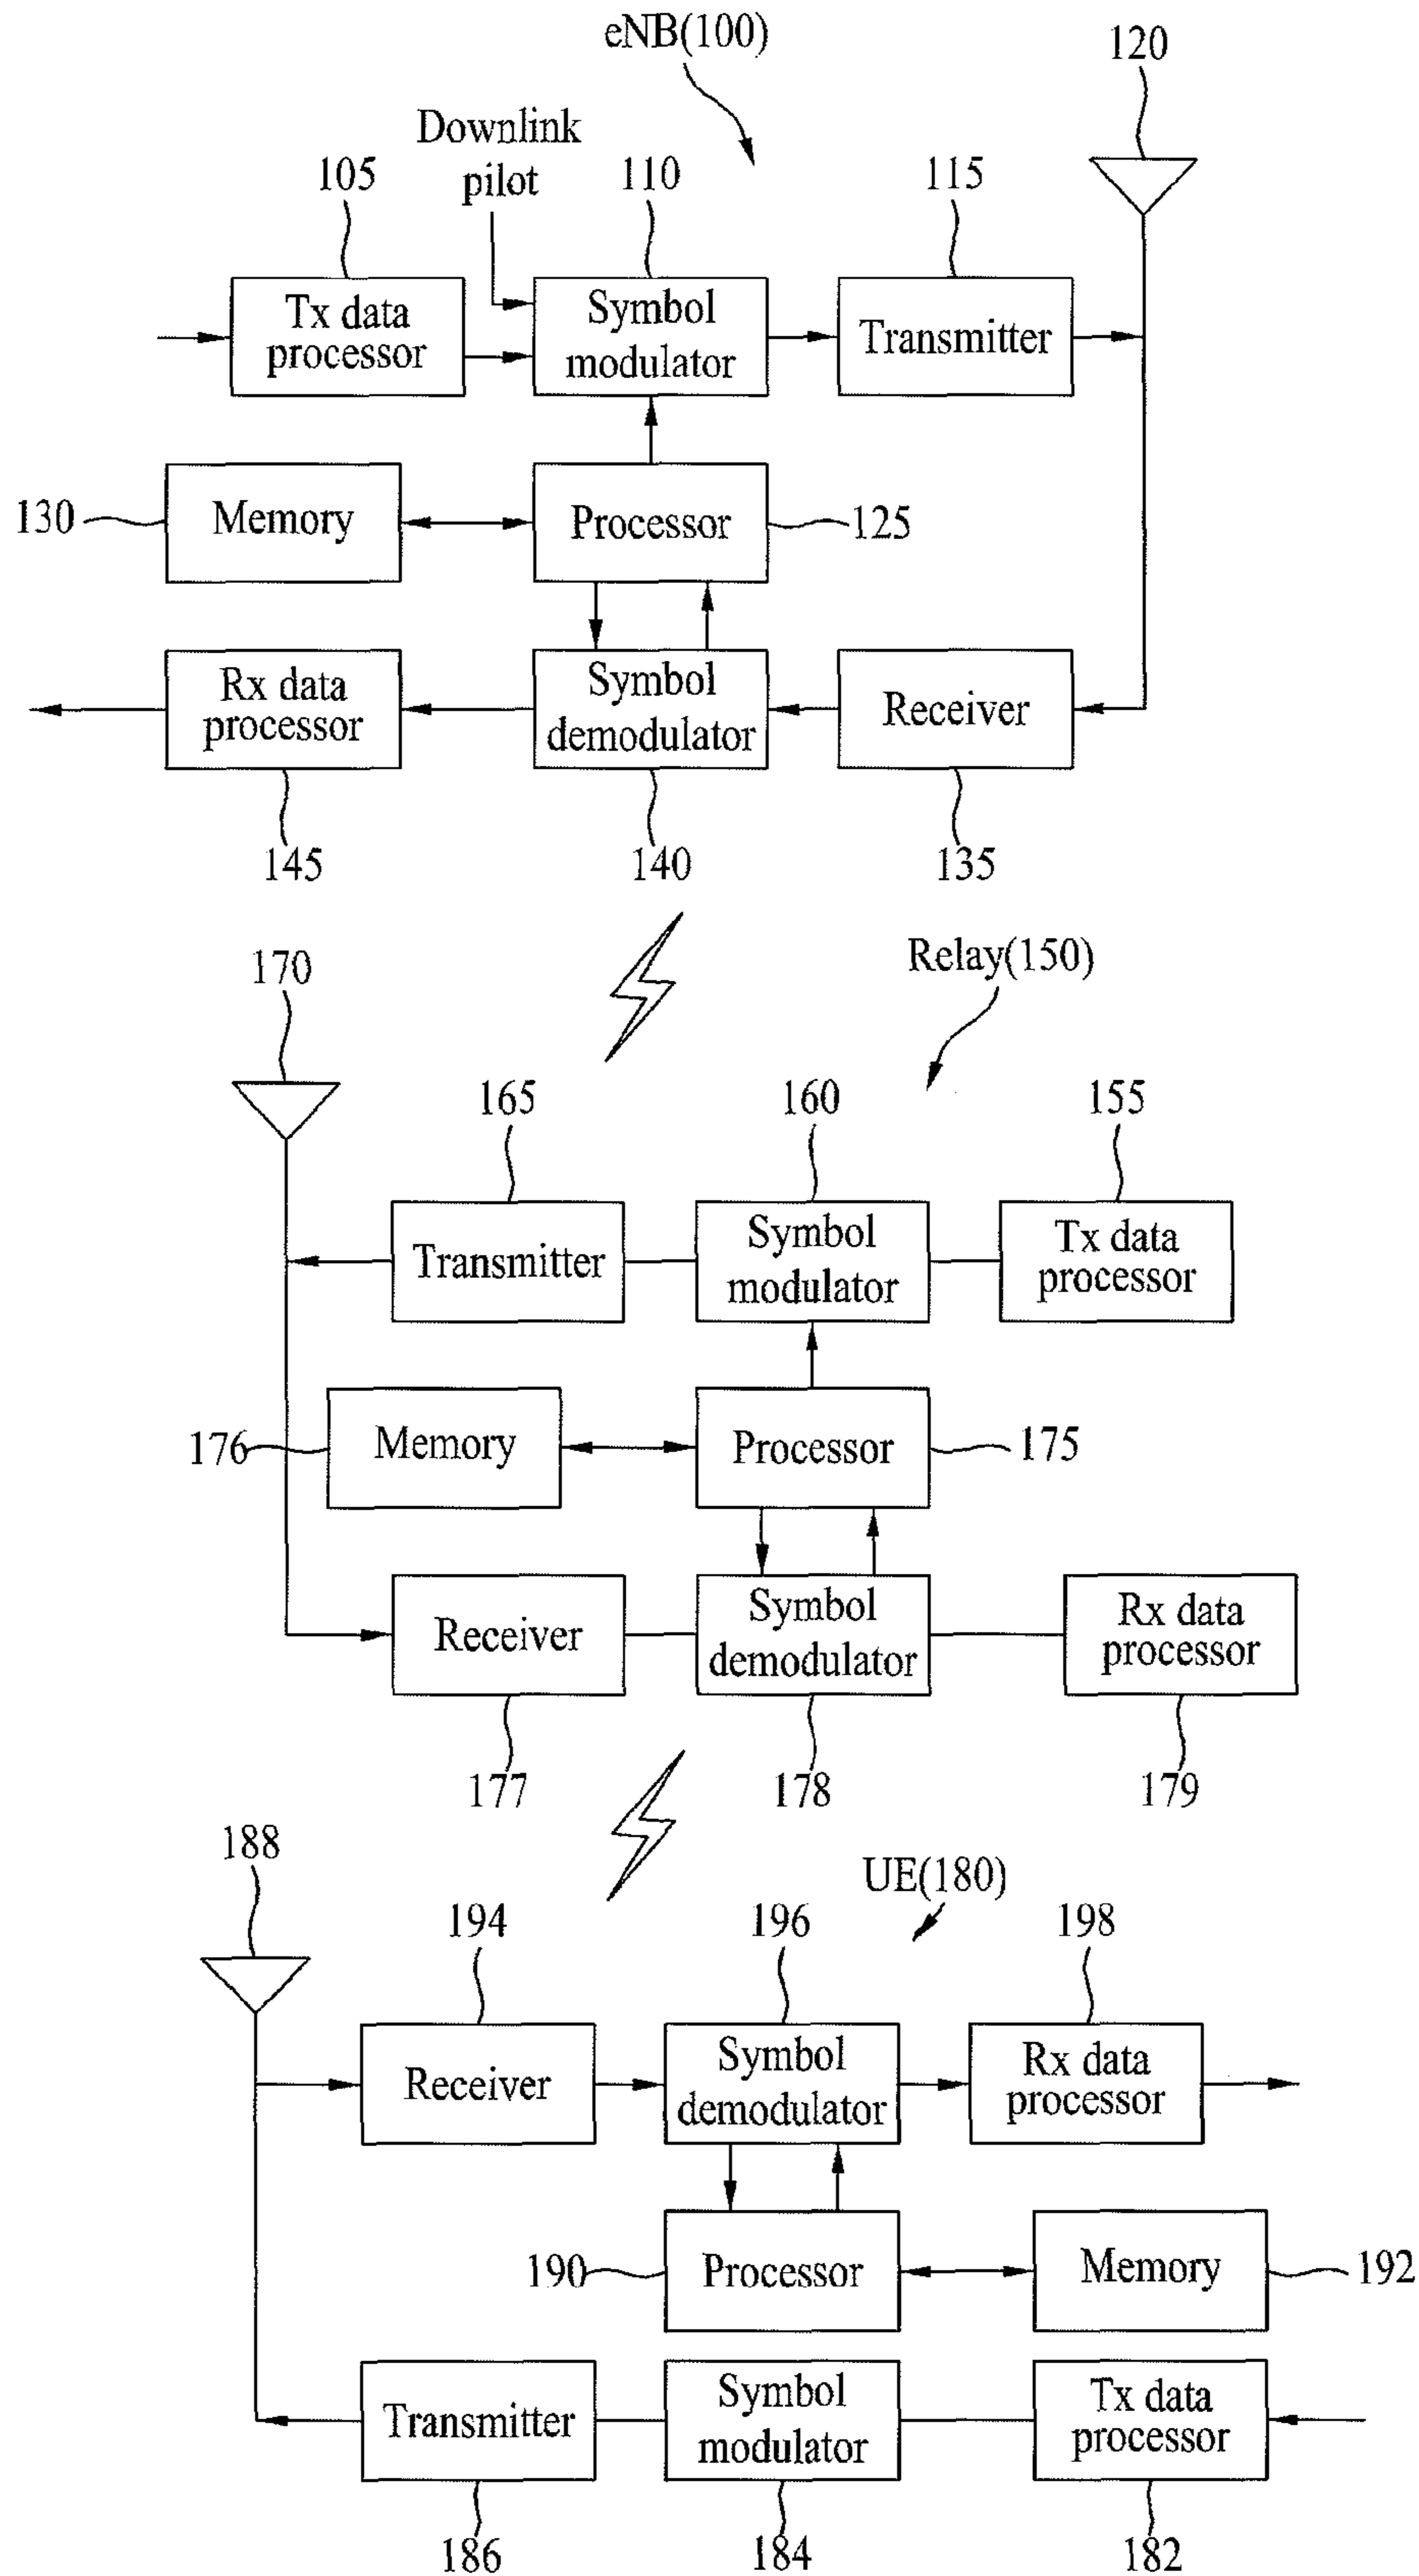 eNB(100)
120
Downlink
pilot
105
110
115
Tx data
processor
Symbol
modulator
Transmitter
130
Memory
Processor
125
Rx data
processor
Symbol
demodulator
Receiver
145
140
135
170
Relay(150)
165
160
155
Transmitter
Symbol
modulator
Tx data
processor
176
Memory
Processor
175
Receiver
Symbol
demodulator
Rx data
processor
177
178
179
188
UE(180)
194
196
198
Receiver
Symbol
demodulator
Rx data
processor
190
Processor
Memory
192
Transmitter
Symbol
modulator
Tx data
processor
186
184
182